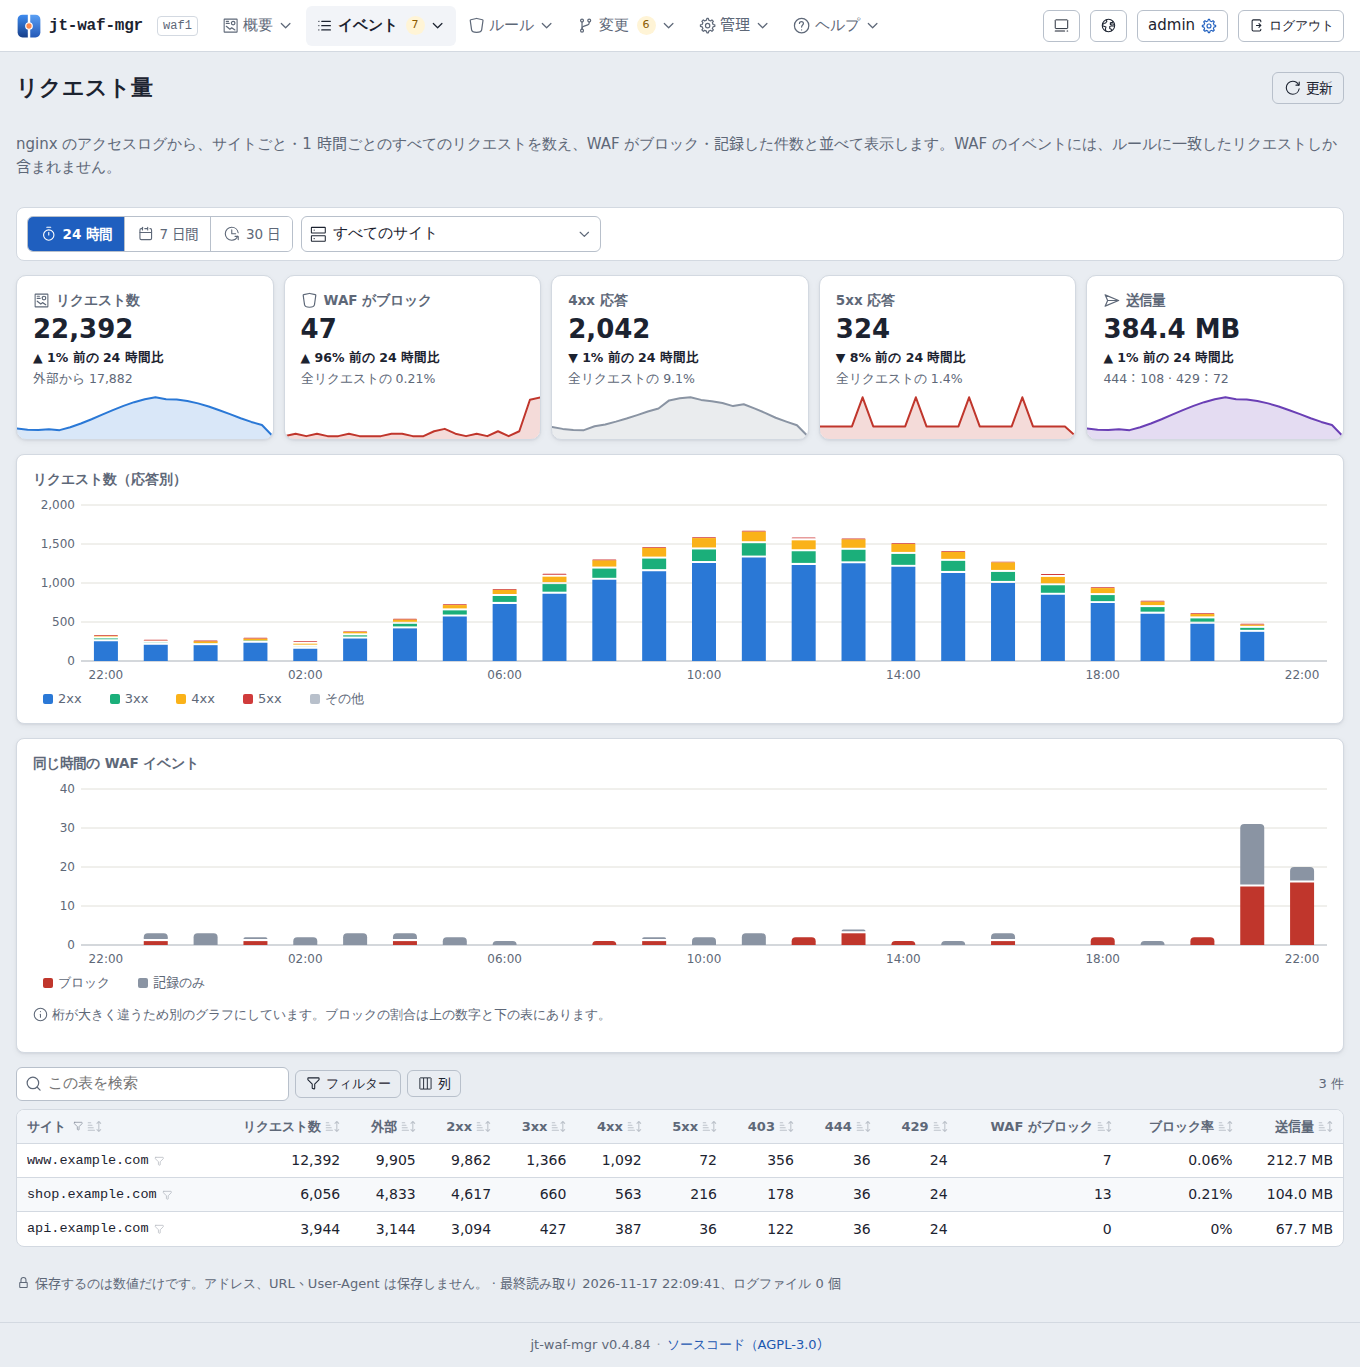 jt-waf-mgr waf1 概要 イベント 7 ルール 変更 6 管理 ヘルプ admin ログアウト
リクエスト量 更新
nginx のアクセスログから、サイトごと・1 時間ごとのすべてのリクエストを数え、WAF がブロック・記録した件数と並べて表示します。WAF のイベントには、ルールに一致したリクエストしか
含まれません。
24 時間 7 日間 30 日 すべてのサイト
リクエスト数 WAF がブロック 4xx 応答 5xx 応答 送信量
22,392 47 2,042 324 384.4 MB
▲ 1% 前の 24 時間比 ▲ 96% 前の 24 時間比 ▼ 1% 前の 24 時間比 ▼ 8% 前の 24 時間比 ▲ 1% 前の 24 時間比
外部から 17,882 全リクエストの 0.21% 全リクエストの 9.1% 全リクエストの 1.4% 444：108 · 429：72
リクエスト数（応答別）
2,000
1,500
1,000
500
0
22:00 02:00 06:00 10:00 14:00 18:00 22:00
2xx 3xx 4xx 5xx その他
同じ時間の WAF イベント
40
30
20
10
0
22:00 02:00 06:00 10:00 14:00 18:00 22:00
ブロック 記録のみ
桁が大きく違うため別のグラフにしています。ブロックの割合は上の数字と下の表にあります。
この表を検索 フィルター 列 3 件
サイト リクエスト数 外部 2xx 3xx 4xx 5xx 403 444 429 WAF がブロック ブロック率 送信量
www.example.com 12,392 9,905 9,862 1,366 1,092 72 356 36 24 7 0.06% 212.7 MB
shop.example.com 6,056 4,833 4,617 660 563 216 178 36 24 13 0.21% 104.0 MB
api.example.com 3,944 3,144 3,094 427 387 36 122 36 24 0 0% 67.7 MB
保存するのは数値だけです。アドレス、URL、User-Agent は保存しません。 · 最終読み取り 2026-11-17 22:09:41、ログファイル 0 個
jt-waf-mgr v0.4.84 · ソースコード（AGPL-3.0）